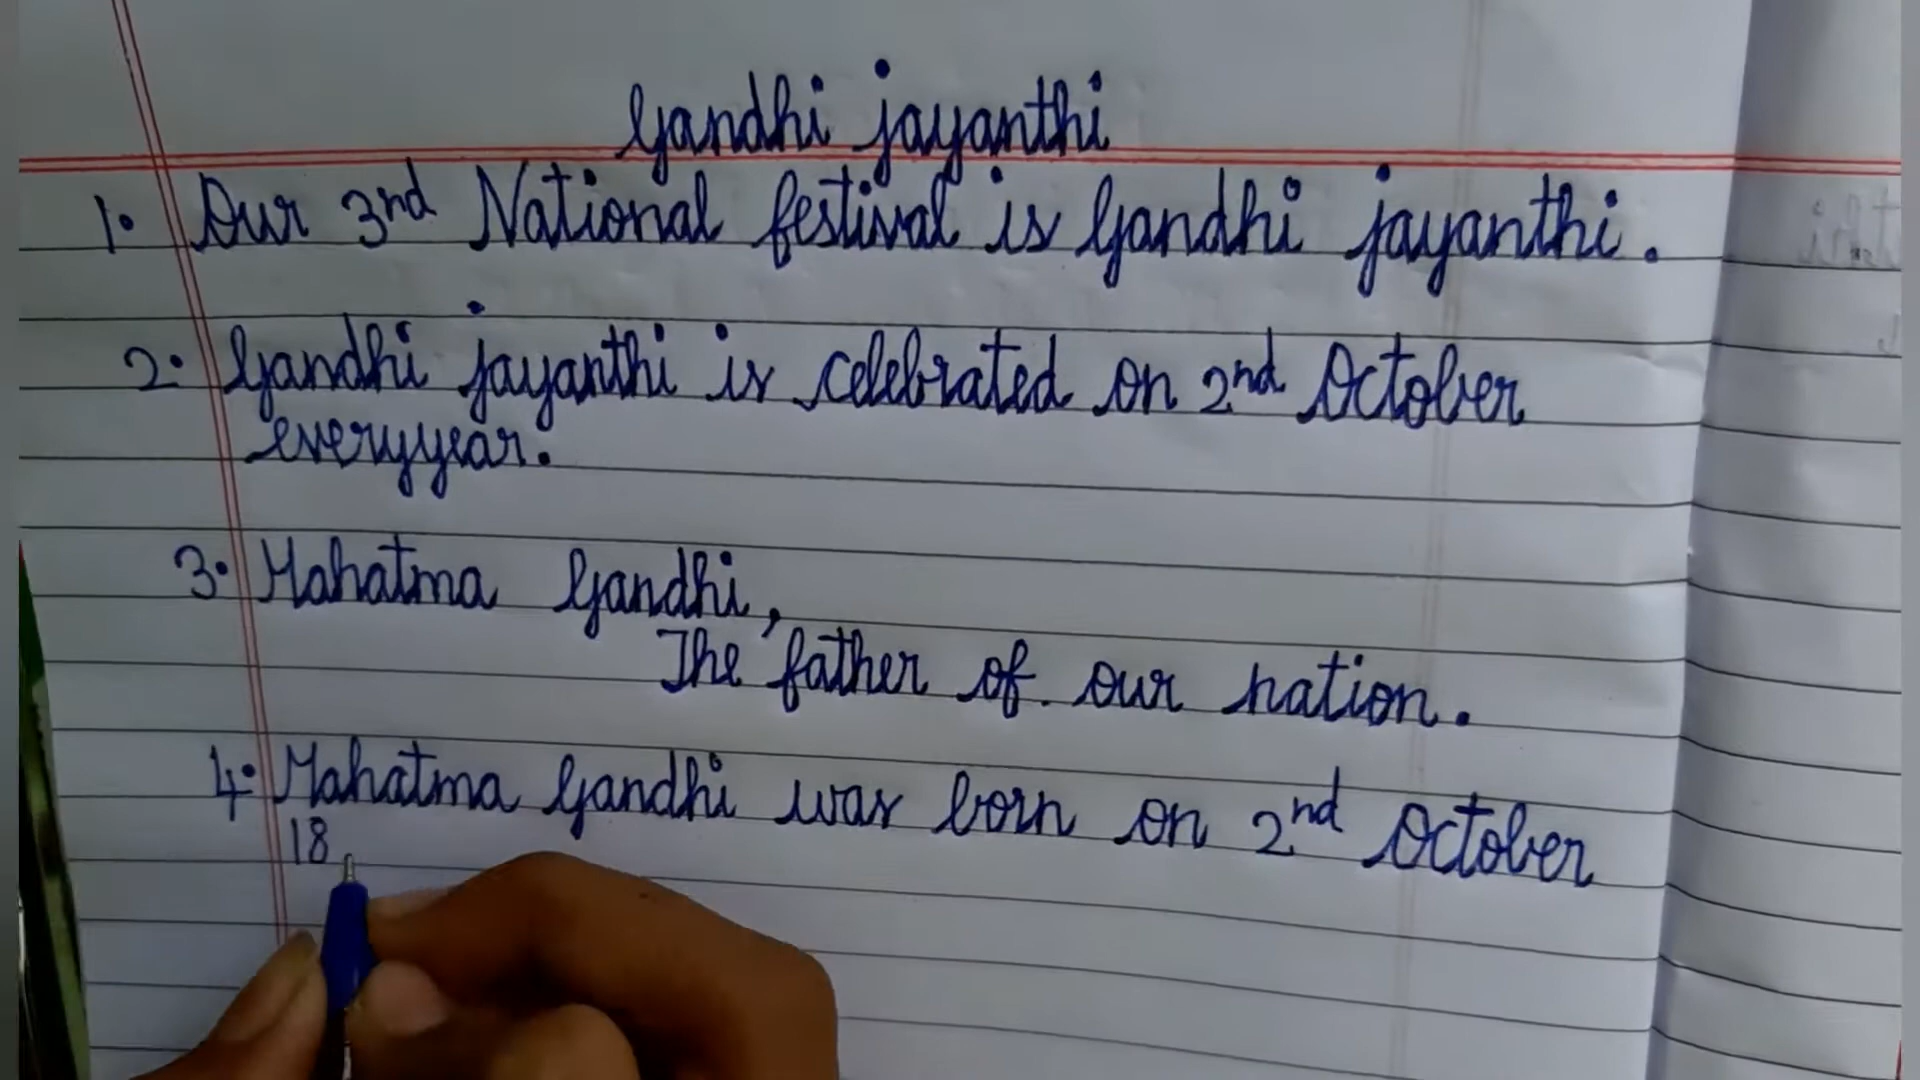 Gandhi jayanthi
1. Our 3rd National festival is Gandhi jayanthi.
2. Gandhi jayanthi is celebrated on 2nd October
everyyear.
3. Mahatma Gandhi,
The father of our nation.
4. Mahatma Gandhi was born on 2nd October
18